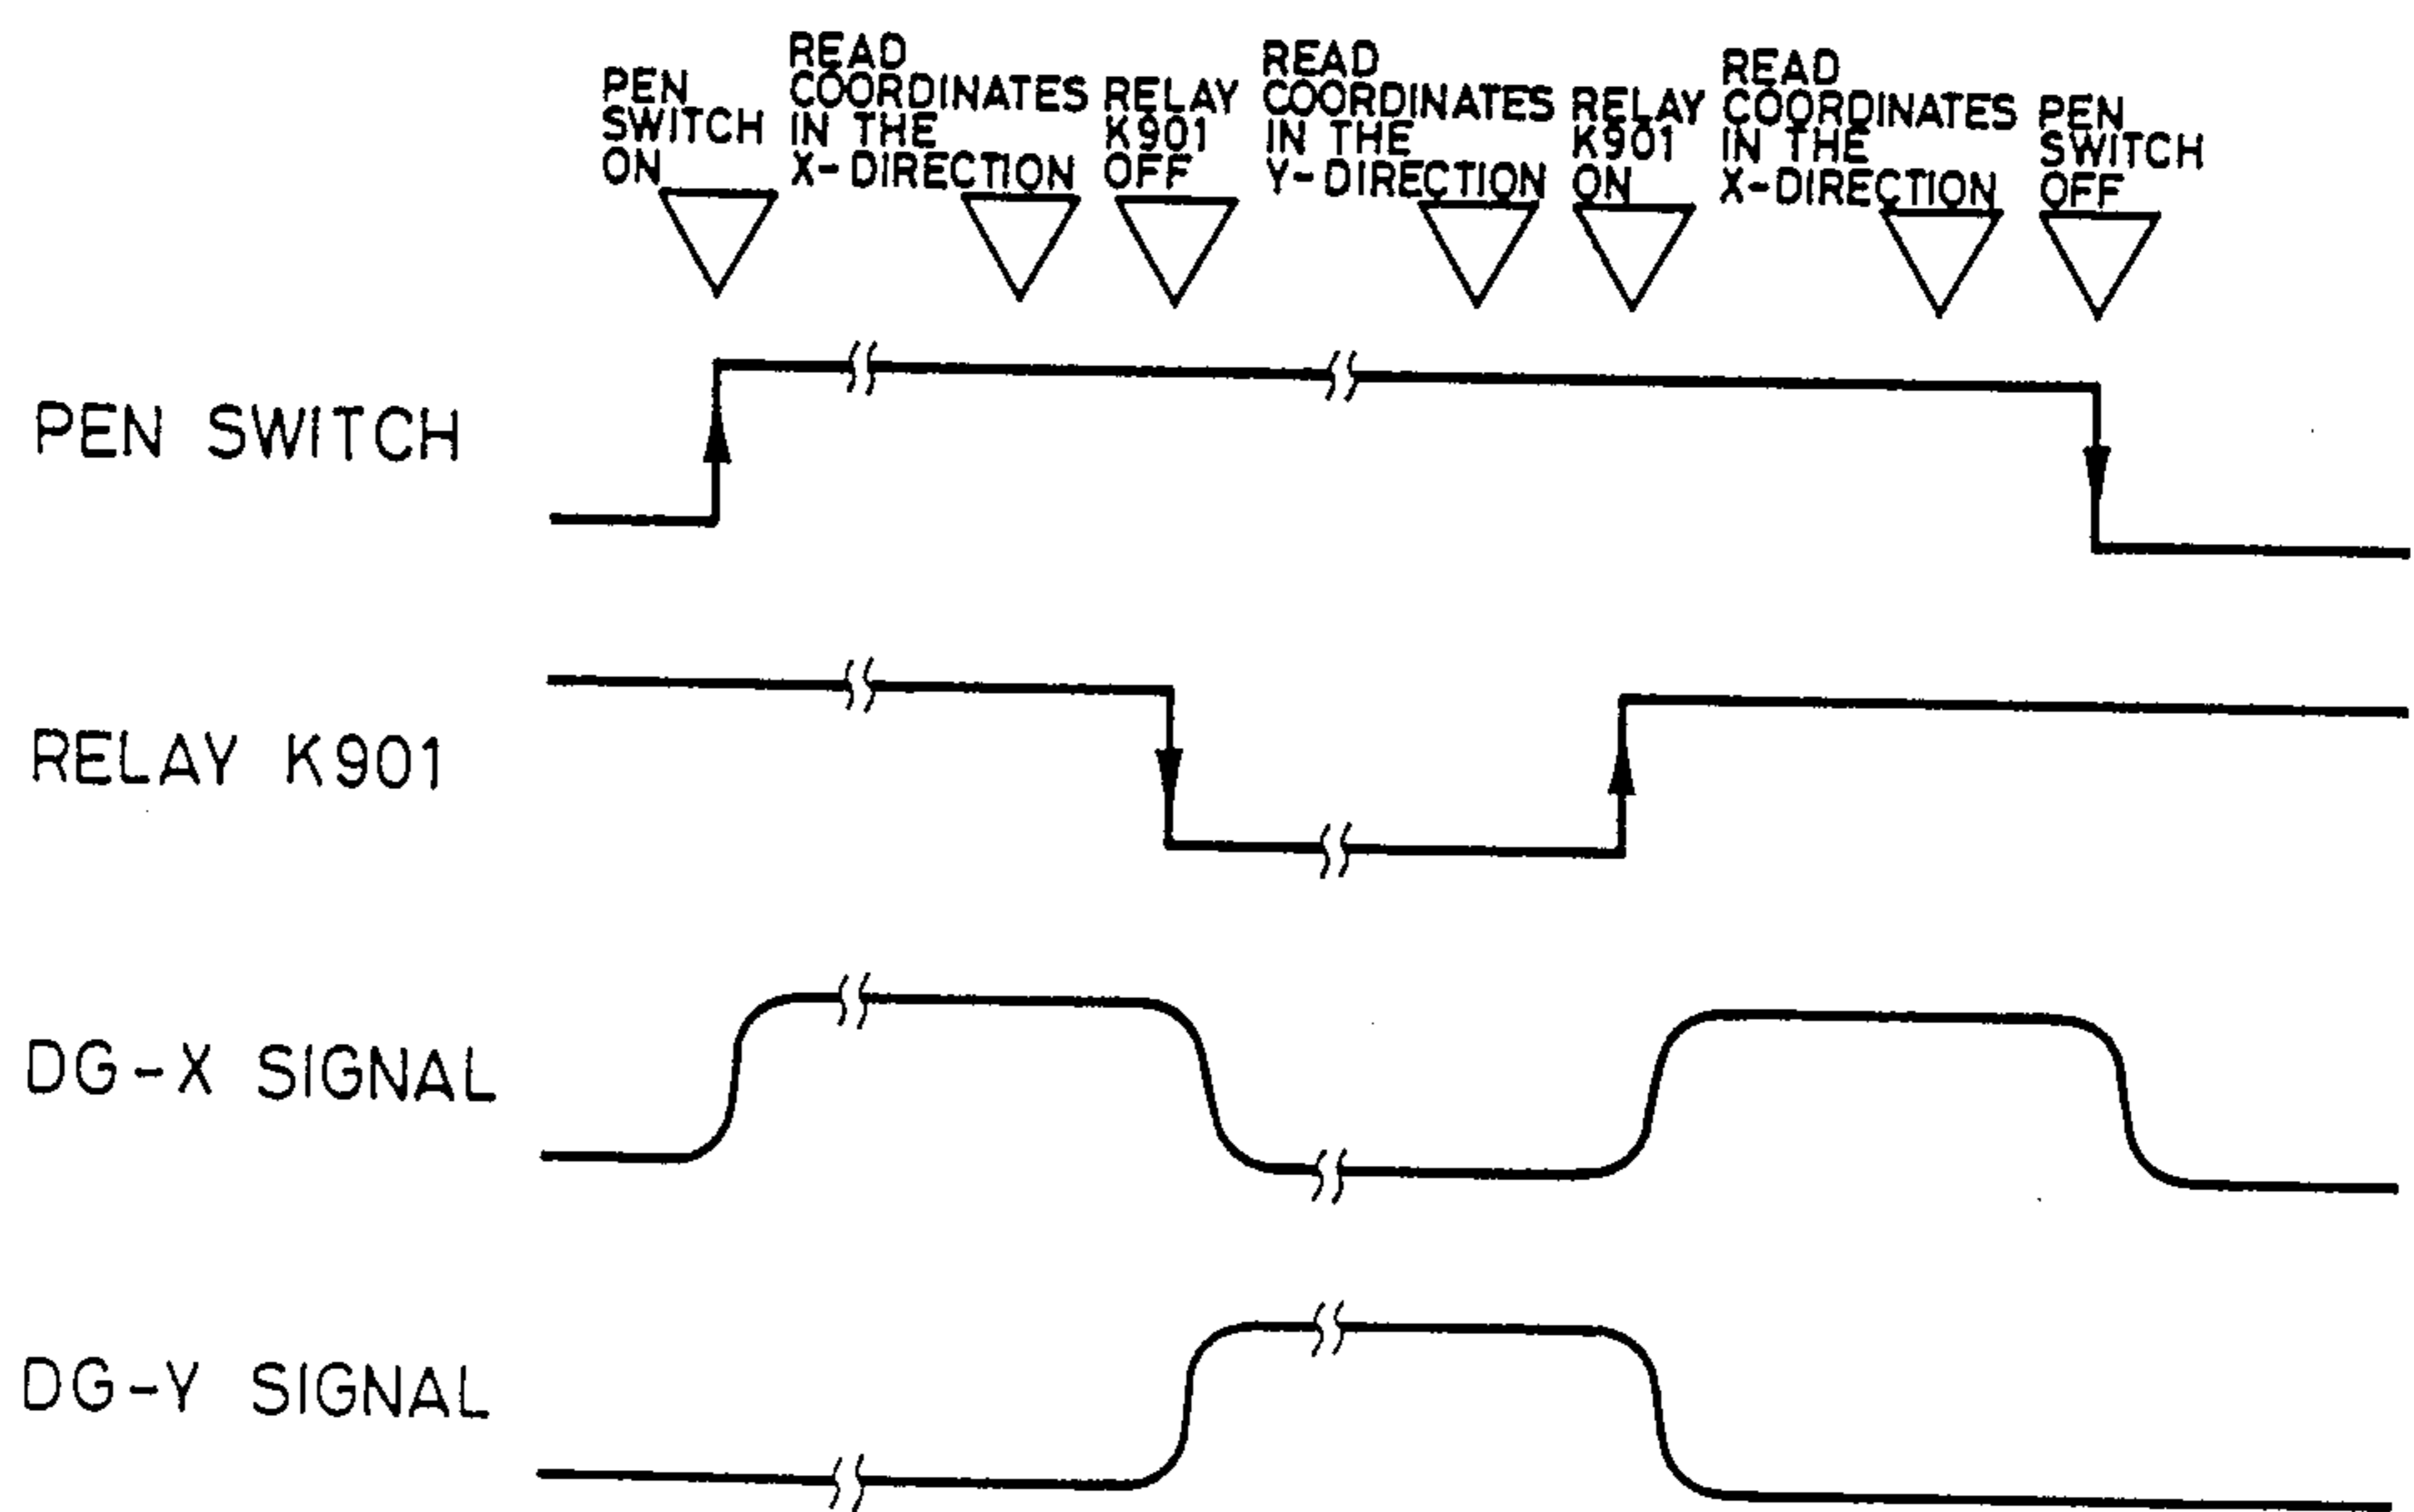 PEN
SWITCH
ON
READ
COORDINATES
IN THE
X-DIRECTION
RELAY
K901
OFF
READ
COORDINATES
IN THE
Y-DIRECTION
RELAY
K901
ON
READ
COORDINATES
IN THE
X-DIRECTION
PEN
SWITCH
OFF
PEN SWITCH
RELAY K901
DG-X SIGNAL
DG-Y SIGNAL